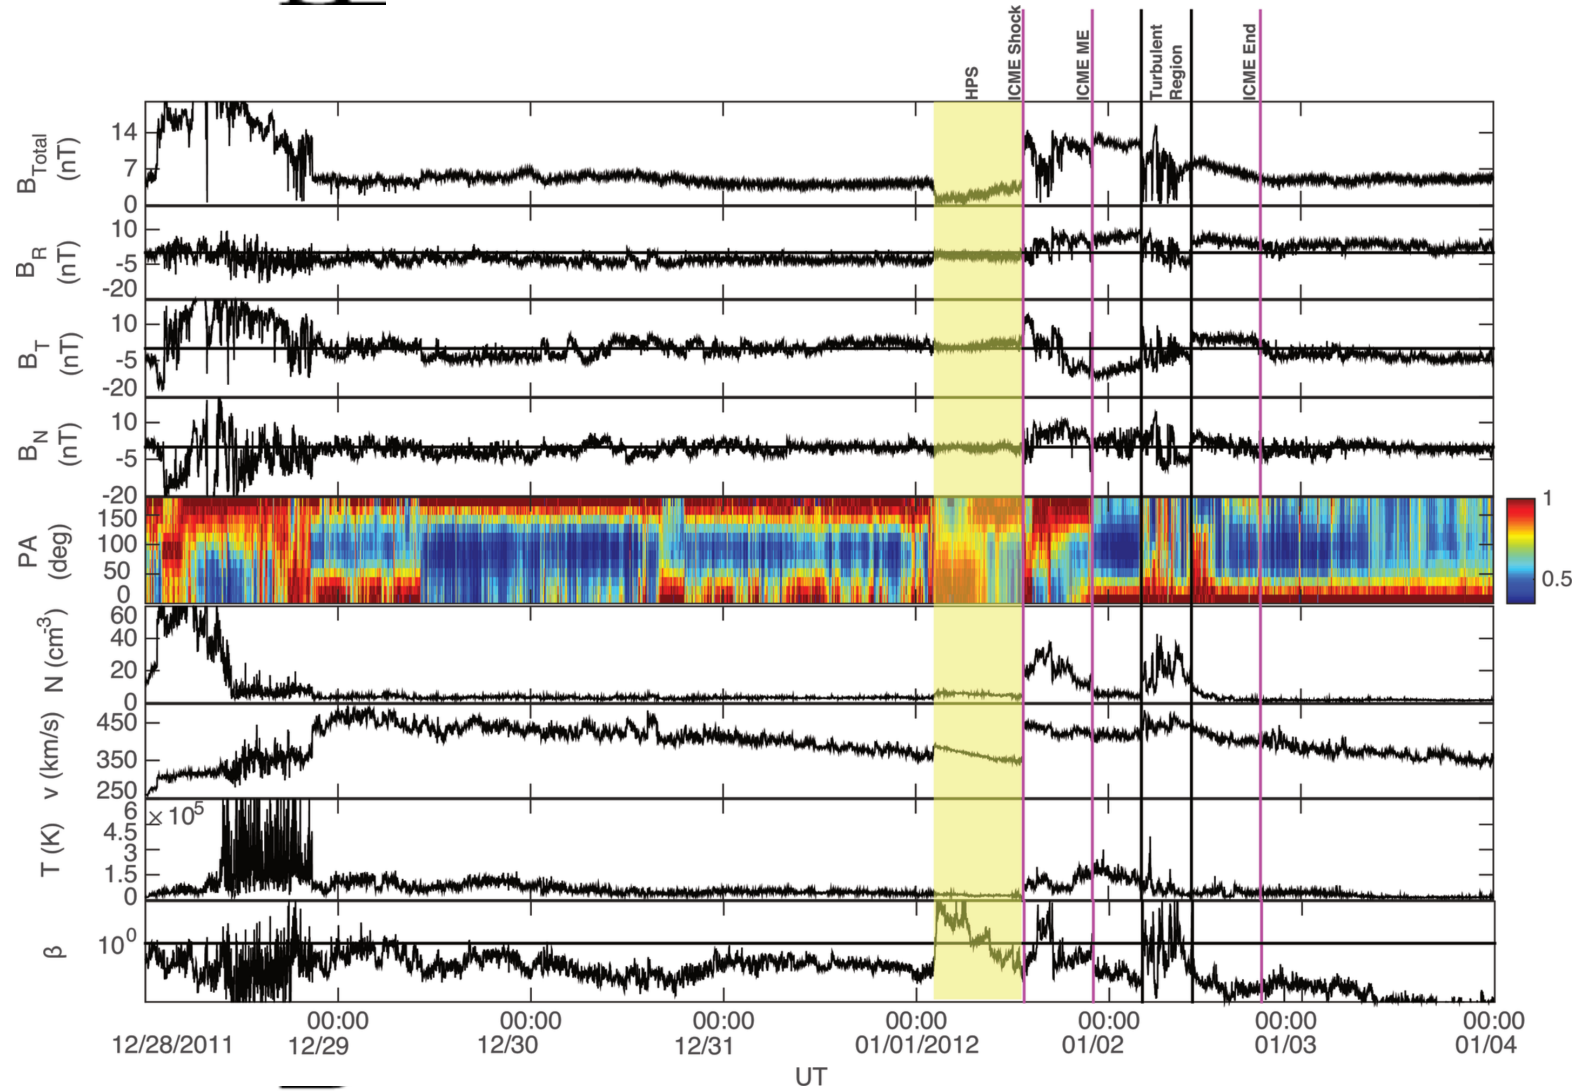 HPS
ICME Shock
ICME ME
Turbulent
Region
ICME End
B_Total
(nT)
14
7
0
B_R
(nT)
10
-5
-20
B_T
(nT)
10
-5
-20
B_N
(nT)
10
-5
-20
PA
(deg)
150
100
50
0
1
0.5
N (cm^-3)
60
40
20
0
v (km/s)
450
350
250
T (K)
×10^5
6
4.5
3
1.5
0
β
10^0
00:00 00:00 00:00 00:00 00:00 00:00 00:00
12/28/2011 12/29 12/30 12/31 01/01/2012 01/02 01/03 01/04
UT